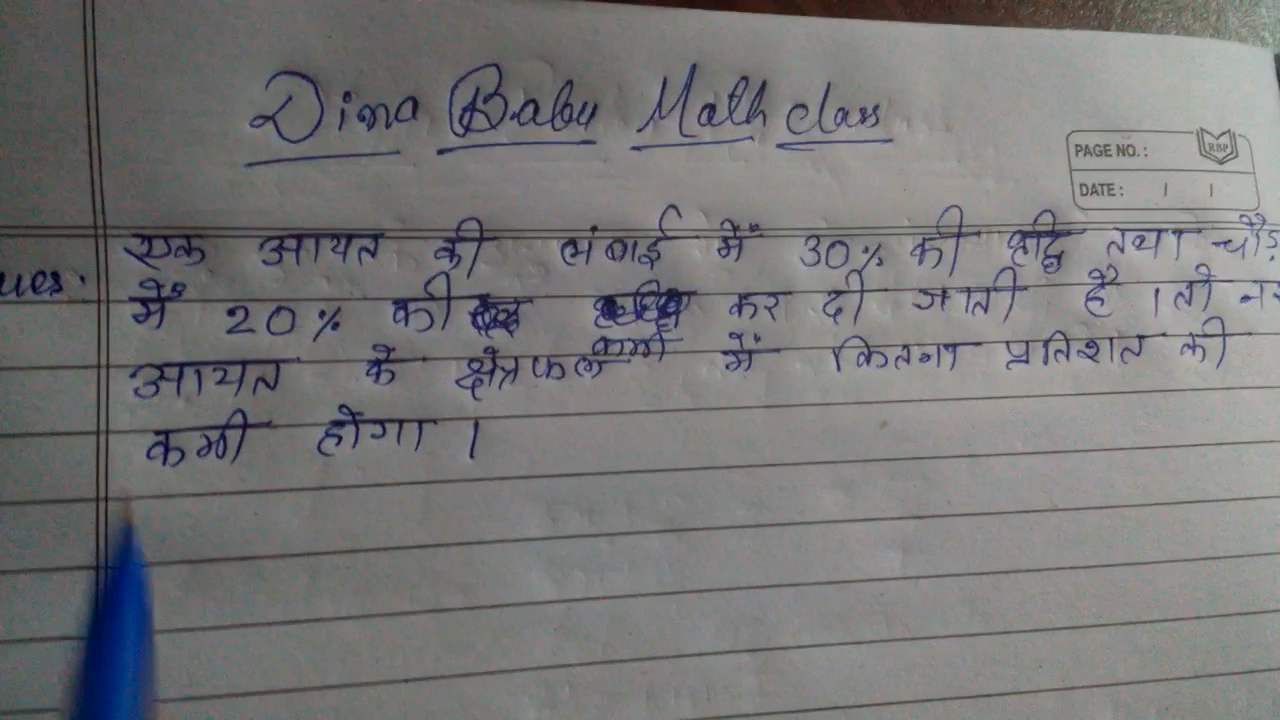 Dina Babu Math class
PAGE NO. :
RBP
DATE :
एक आयत की लंबाई में 30% की वृद्धि तथा
ues.
में 20% की कमी कर दी जाती है । तो
आयत के क्षेत्रफल में कितना प्रतिशत की
कमी होगा ।